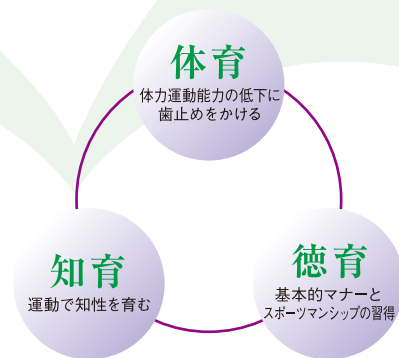 体育
体力運動能力の低下に
歯止めをかける
知育
運動で知性を育む
徳育
基本的マナーと
スポーツマンシップの習得